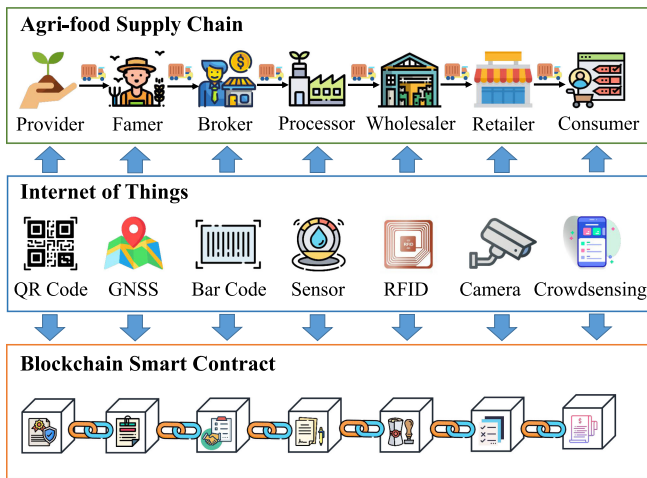 Agri-food Supply Chain
Provider Famer Broker Processor Wholesaler Retailer Consumer
Internet of Things
QR Code GNSS Bar Code Sensor RFID Camera Crowdsensing
Blockchain Smart Contract